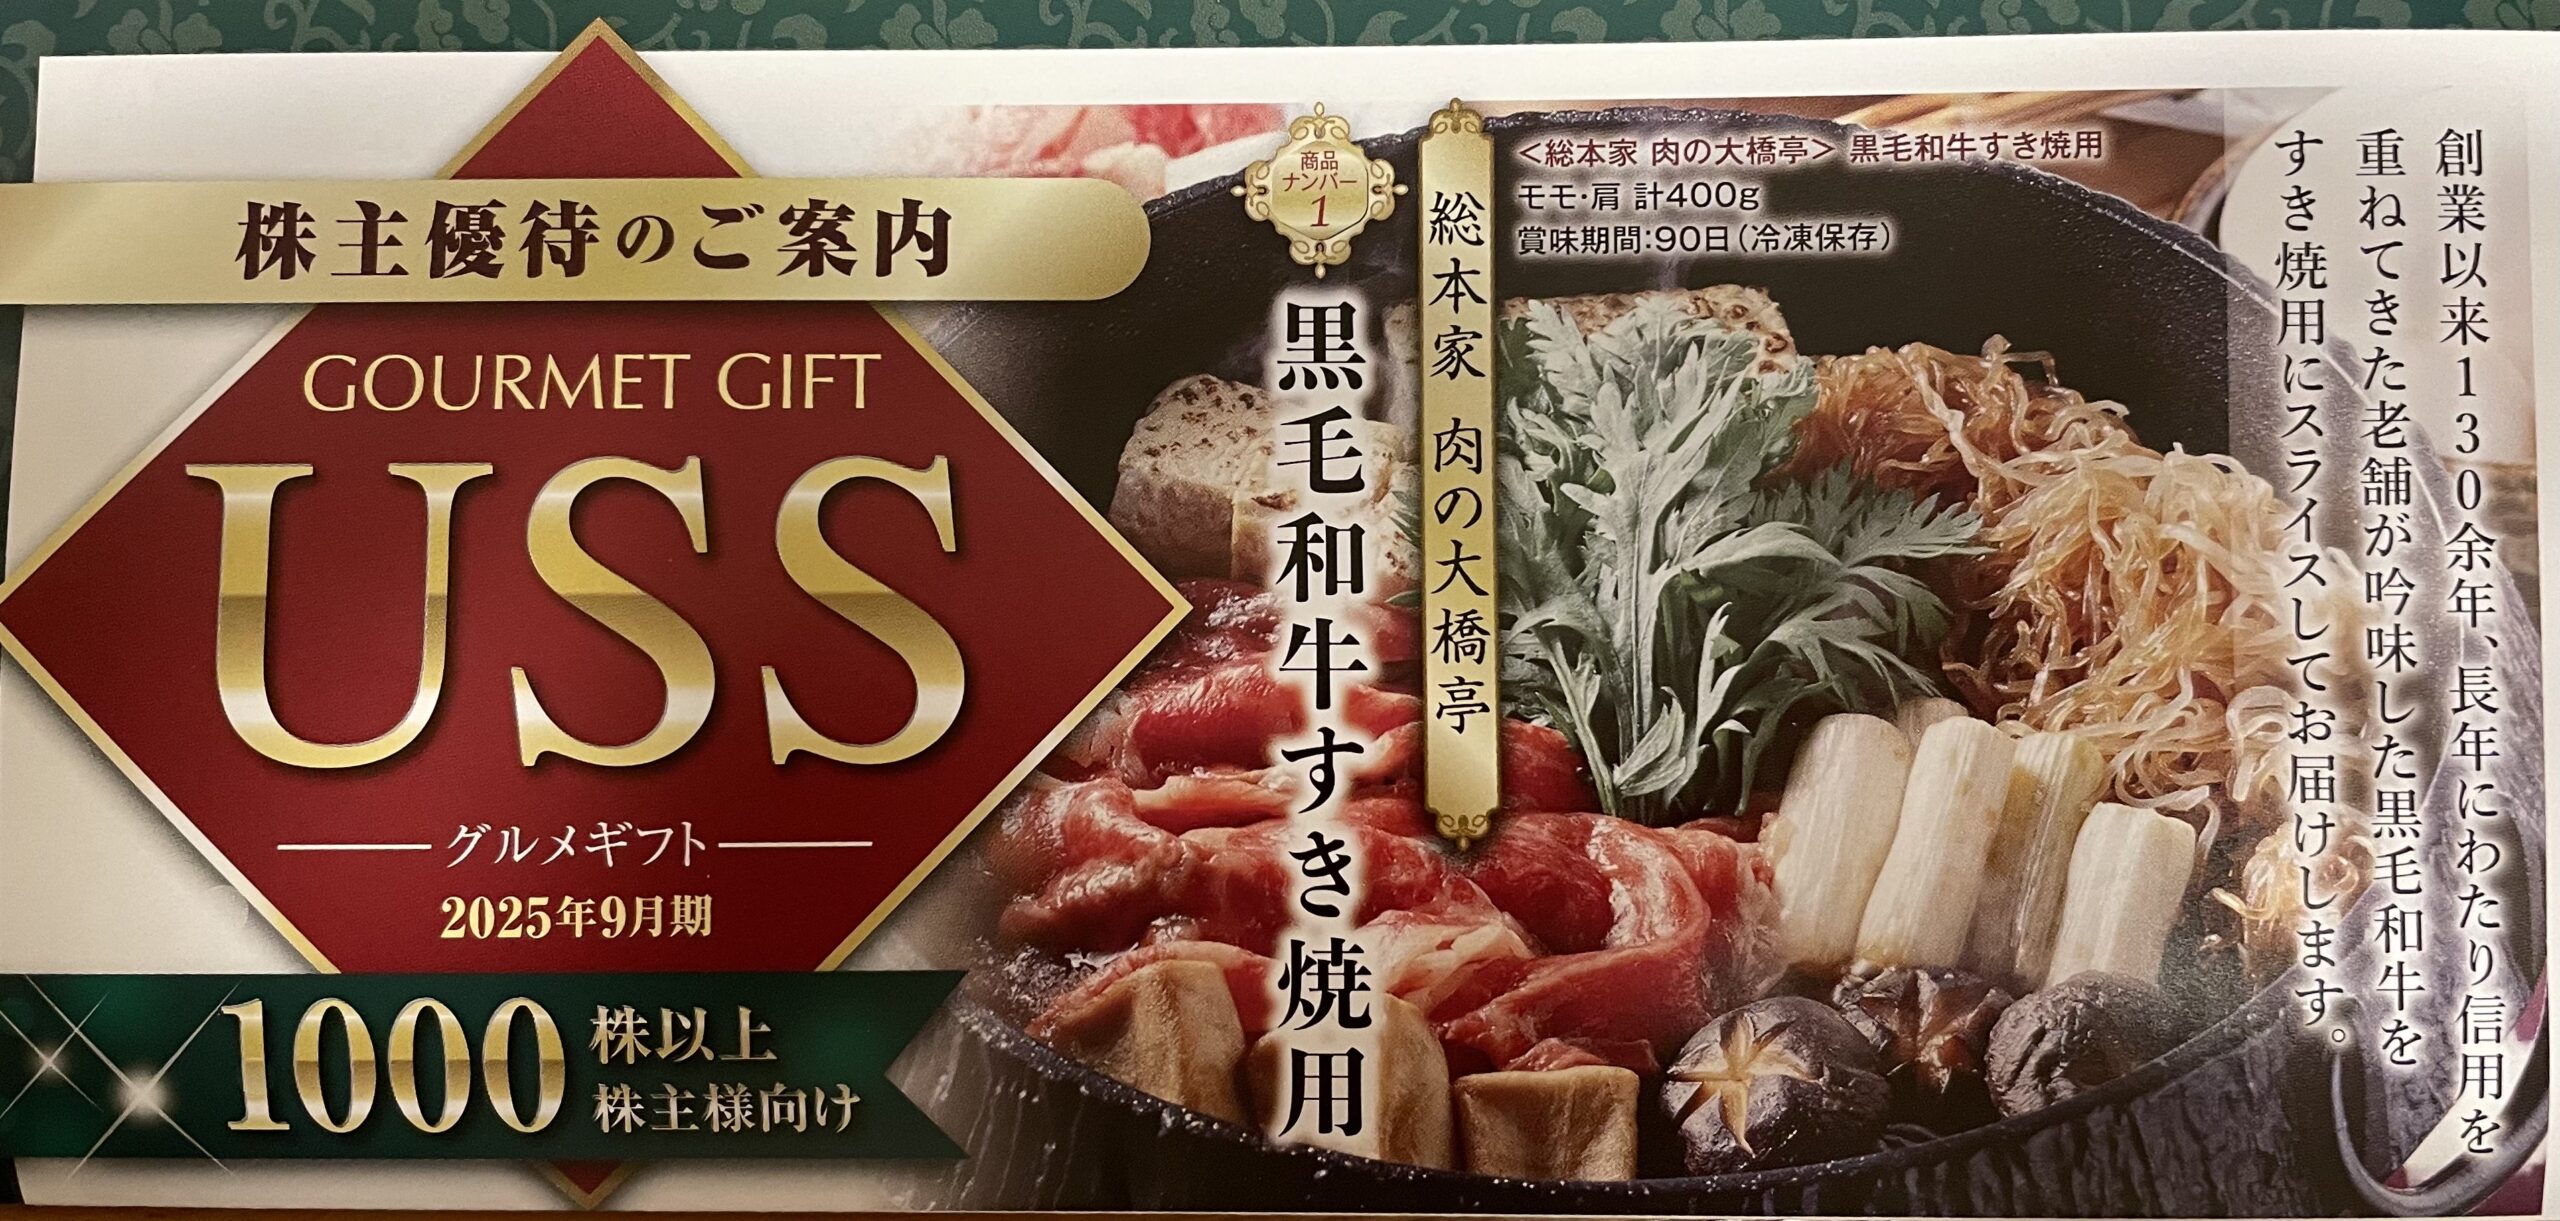 株主優待のご案内
GOURMET GIFT
USS
グルメギフト
2025年9月期
1000
株以上
株主様向け
商品
ナンバー
1
黒毛和牛すき焼用
総本家 肉の大橋亭
<総本家 肉の大橋亭> 黒毛和牛すき焼用
モモ・肩 計400g
賞味期間:90日(冷凍保存)
創業以来130余年、長年にわたり信用を
重ねてきた老舗が吟味した黒毛和牛を
すき焼用にスライスしてお届けします。